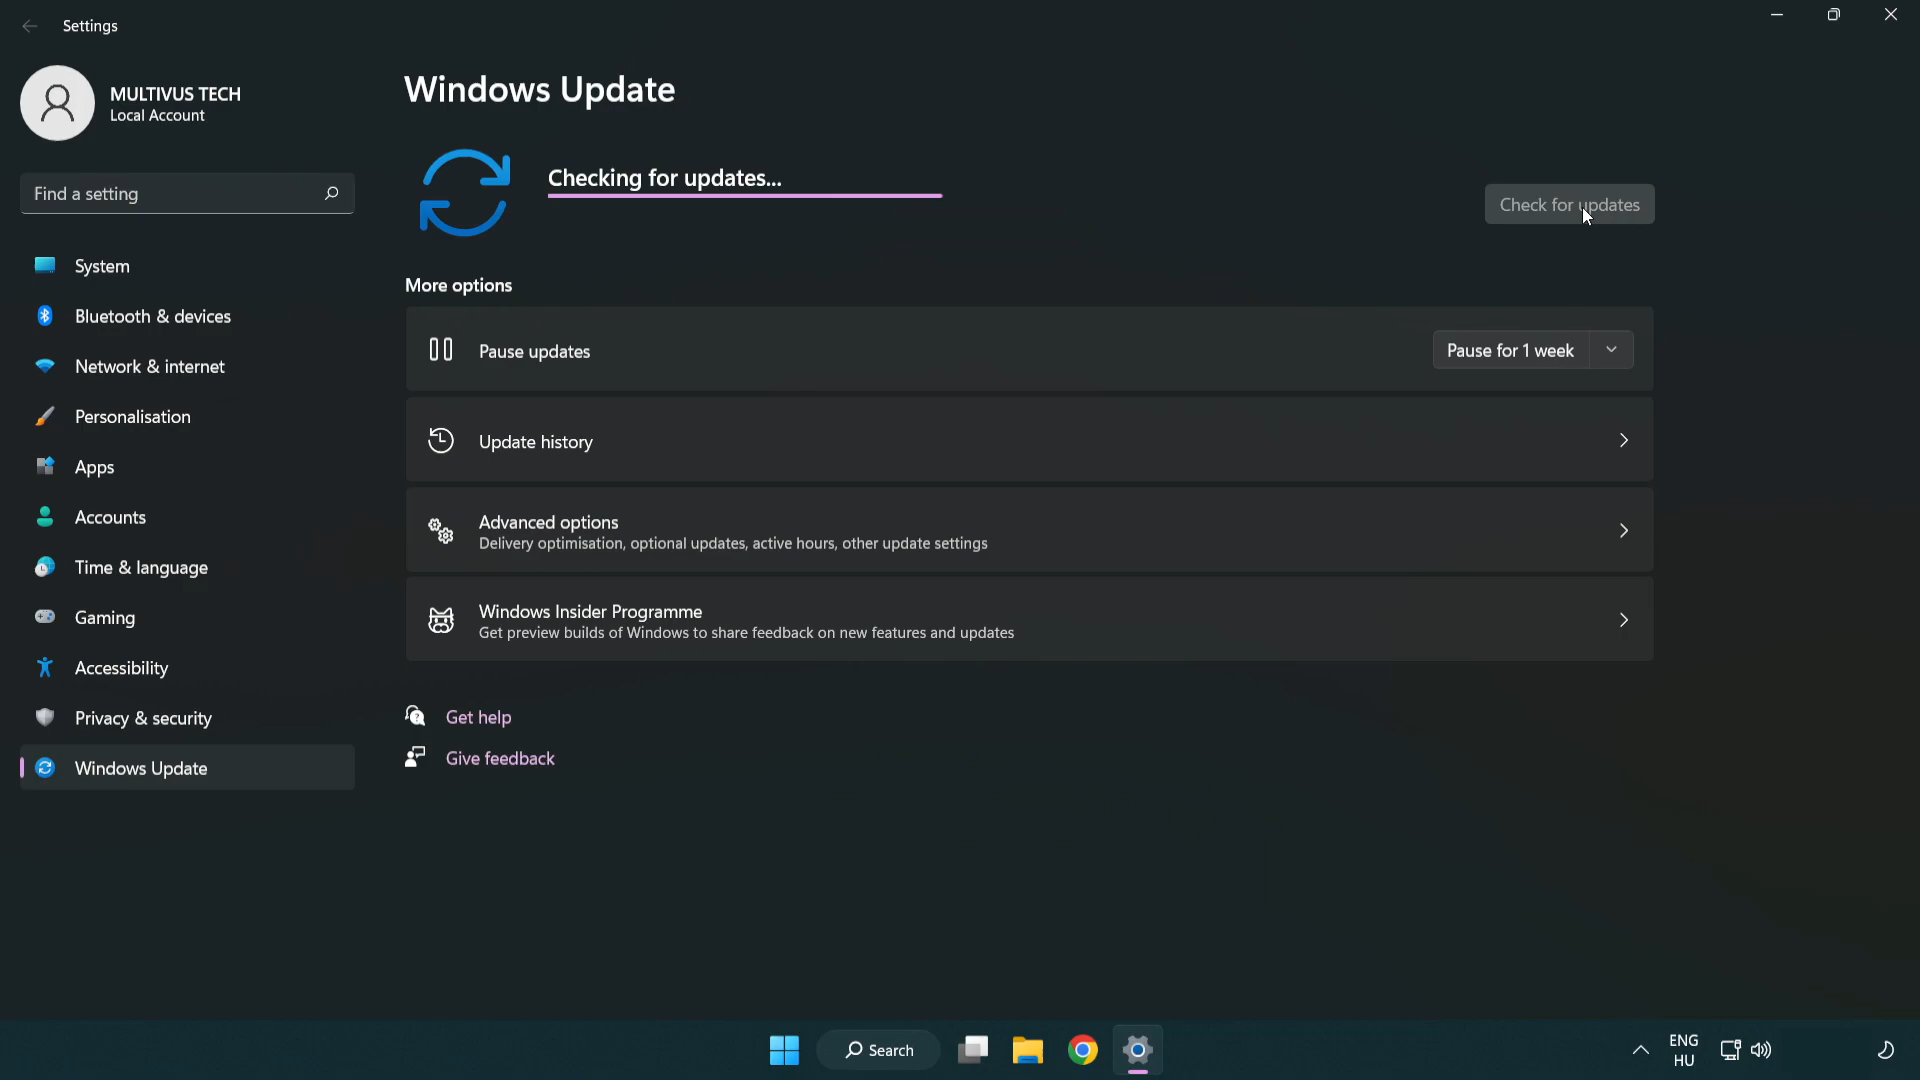 Settings
MULTIVUS TECH
Local Account
Find a setting
System
Bluetooth & devices
Network & internet
Personalisation
Apps
Accounts
Time & language
Gaming
Accessibility
Privacy & security
Windows Update
Windows Update
Checking for updates...
Check for updates
More options
Pause updates
Pause for 1 week
Update history
Advanced options
Delivery optimisation, optional updates, active hours, other update settings
Windows Insider Programme
Get preview builds of Windows to share feedback on new features and updates
Get help
Give feedback
Search
ENG
HU